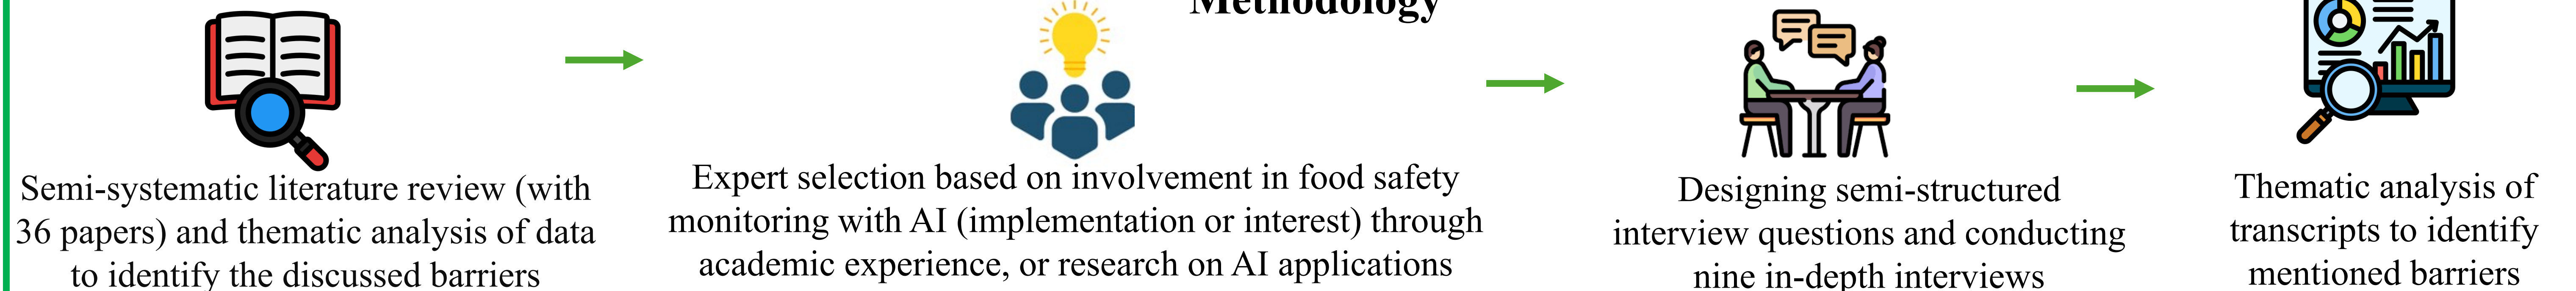 Methodology
Semi-systematic literature review (with
36 papers) and thematic analysis of data
to identify the discussed barriers
Expert selection based on involvement in food safety
monitoring with AI (implementation or interest) through
academic experience, or research on AI applications
Designing semi-structured
interview questions and conducting
nine in-depth interviews
Thematic analysis of
transcripts to identify
mentioned barriers